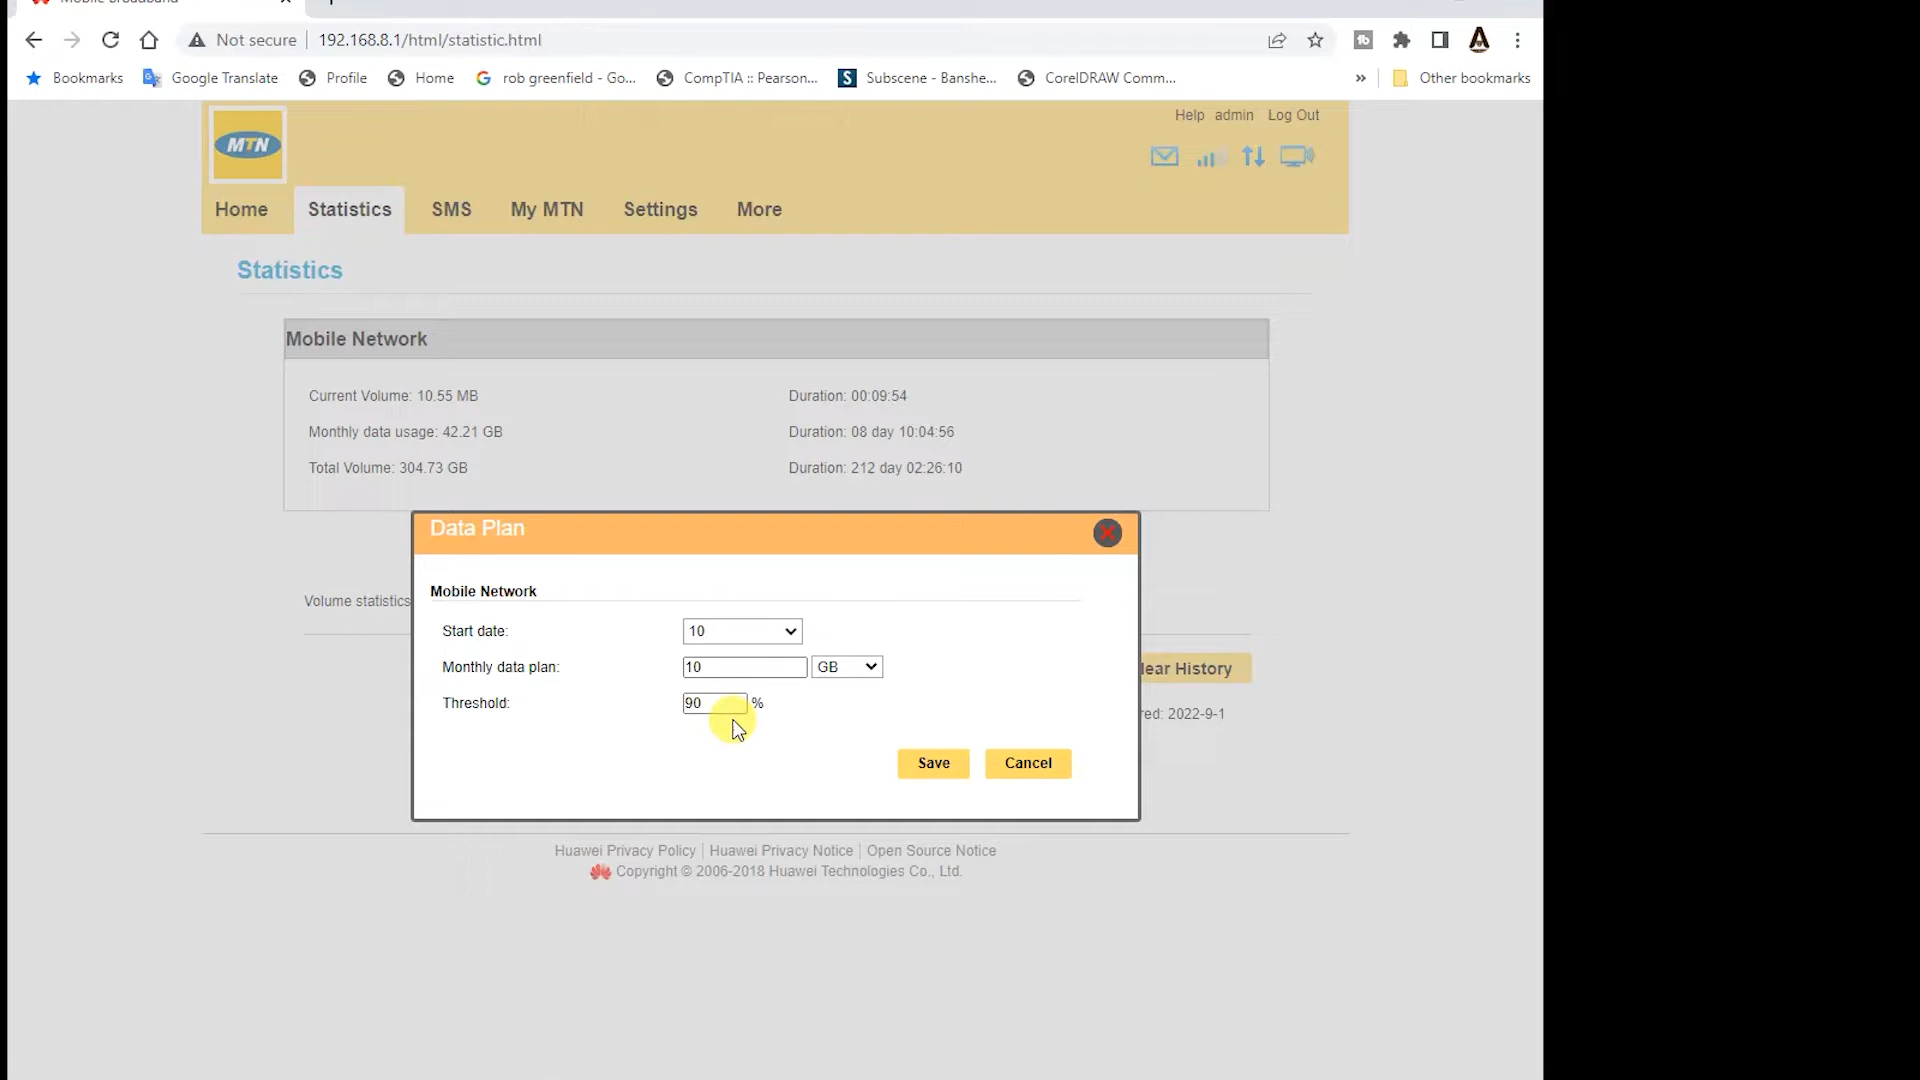 Mobile broadband
Not secure 192.168.8.1/html/statistic.html
Bookmarks Google Translate Profile Home rob greenfield - Go... CompTIA :: Pearson... Subscene - Banshe... CorelDRAW Comm... » Other bookmarks
MTN
Help admin Log Out
Home Statistics SMS My MTN Settings More
Statistics
Mobile Network
Current Volume: 10.55 MB Duration: 00:09:54
Monthly data usage: 42.21 GB Duration: 08 day 10:04:56
Total Volume: 304.73 GB Duration: 212 day 02:26:10
Data Plan
Mobile Network
Volume statistics
Start date: 10
Monthly data plan: 10 GB
lear History
Threshold: 90 %
red: 2022-9-1
Save Cancel
Huawei Privacy Policy | Huawei Privacy Notice | Open Source Notice
Copyright © 2006-2018 Huawei Technologies Co., Ltd.